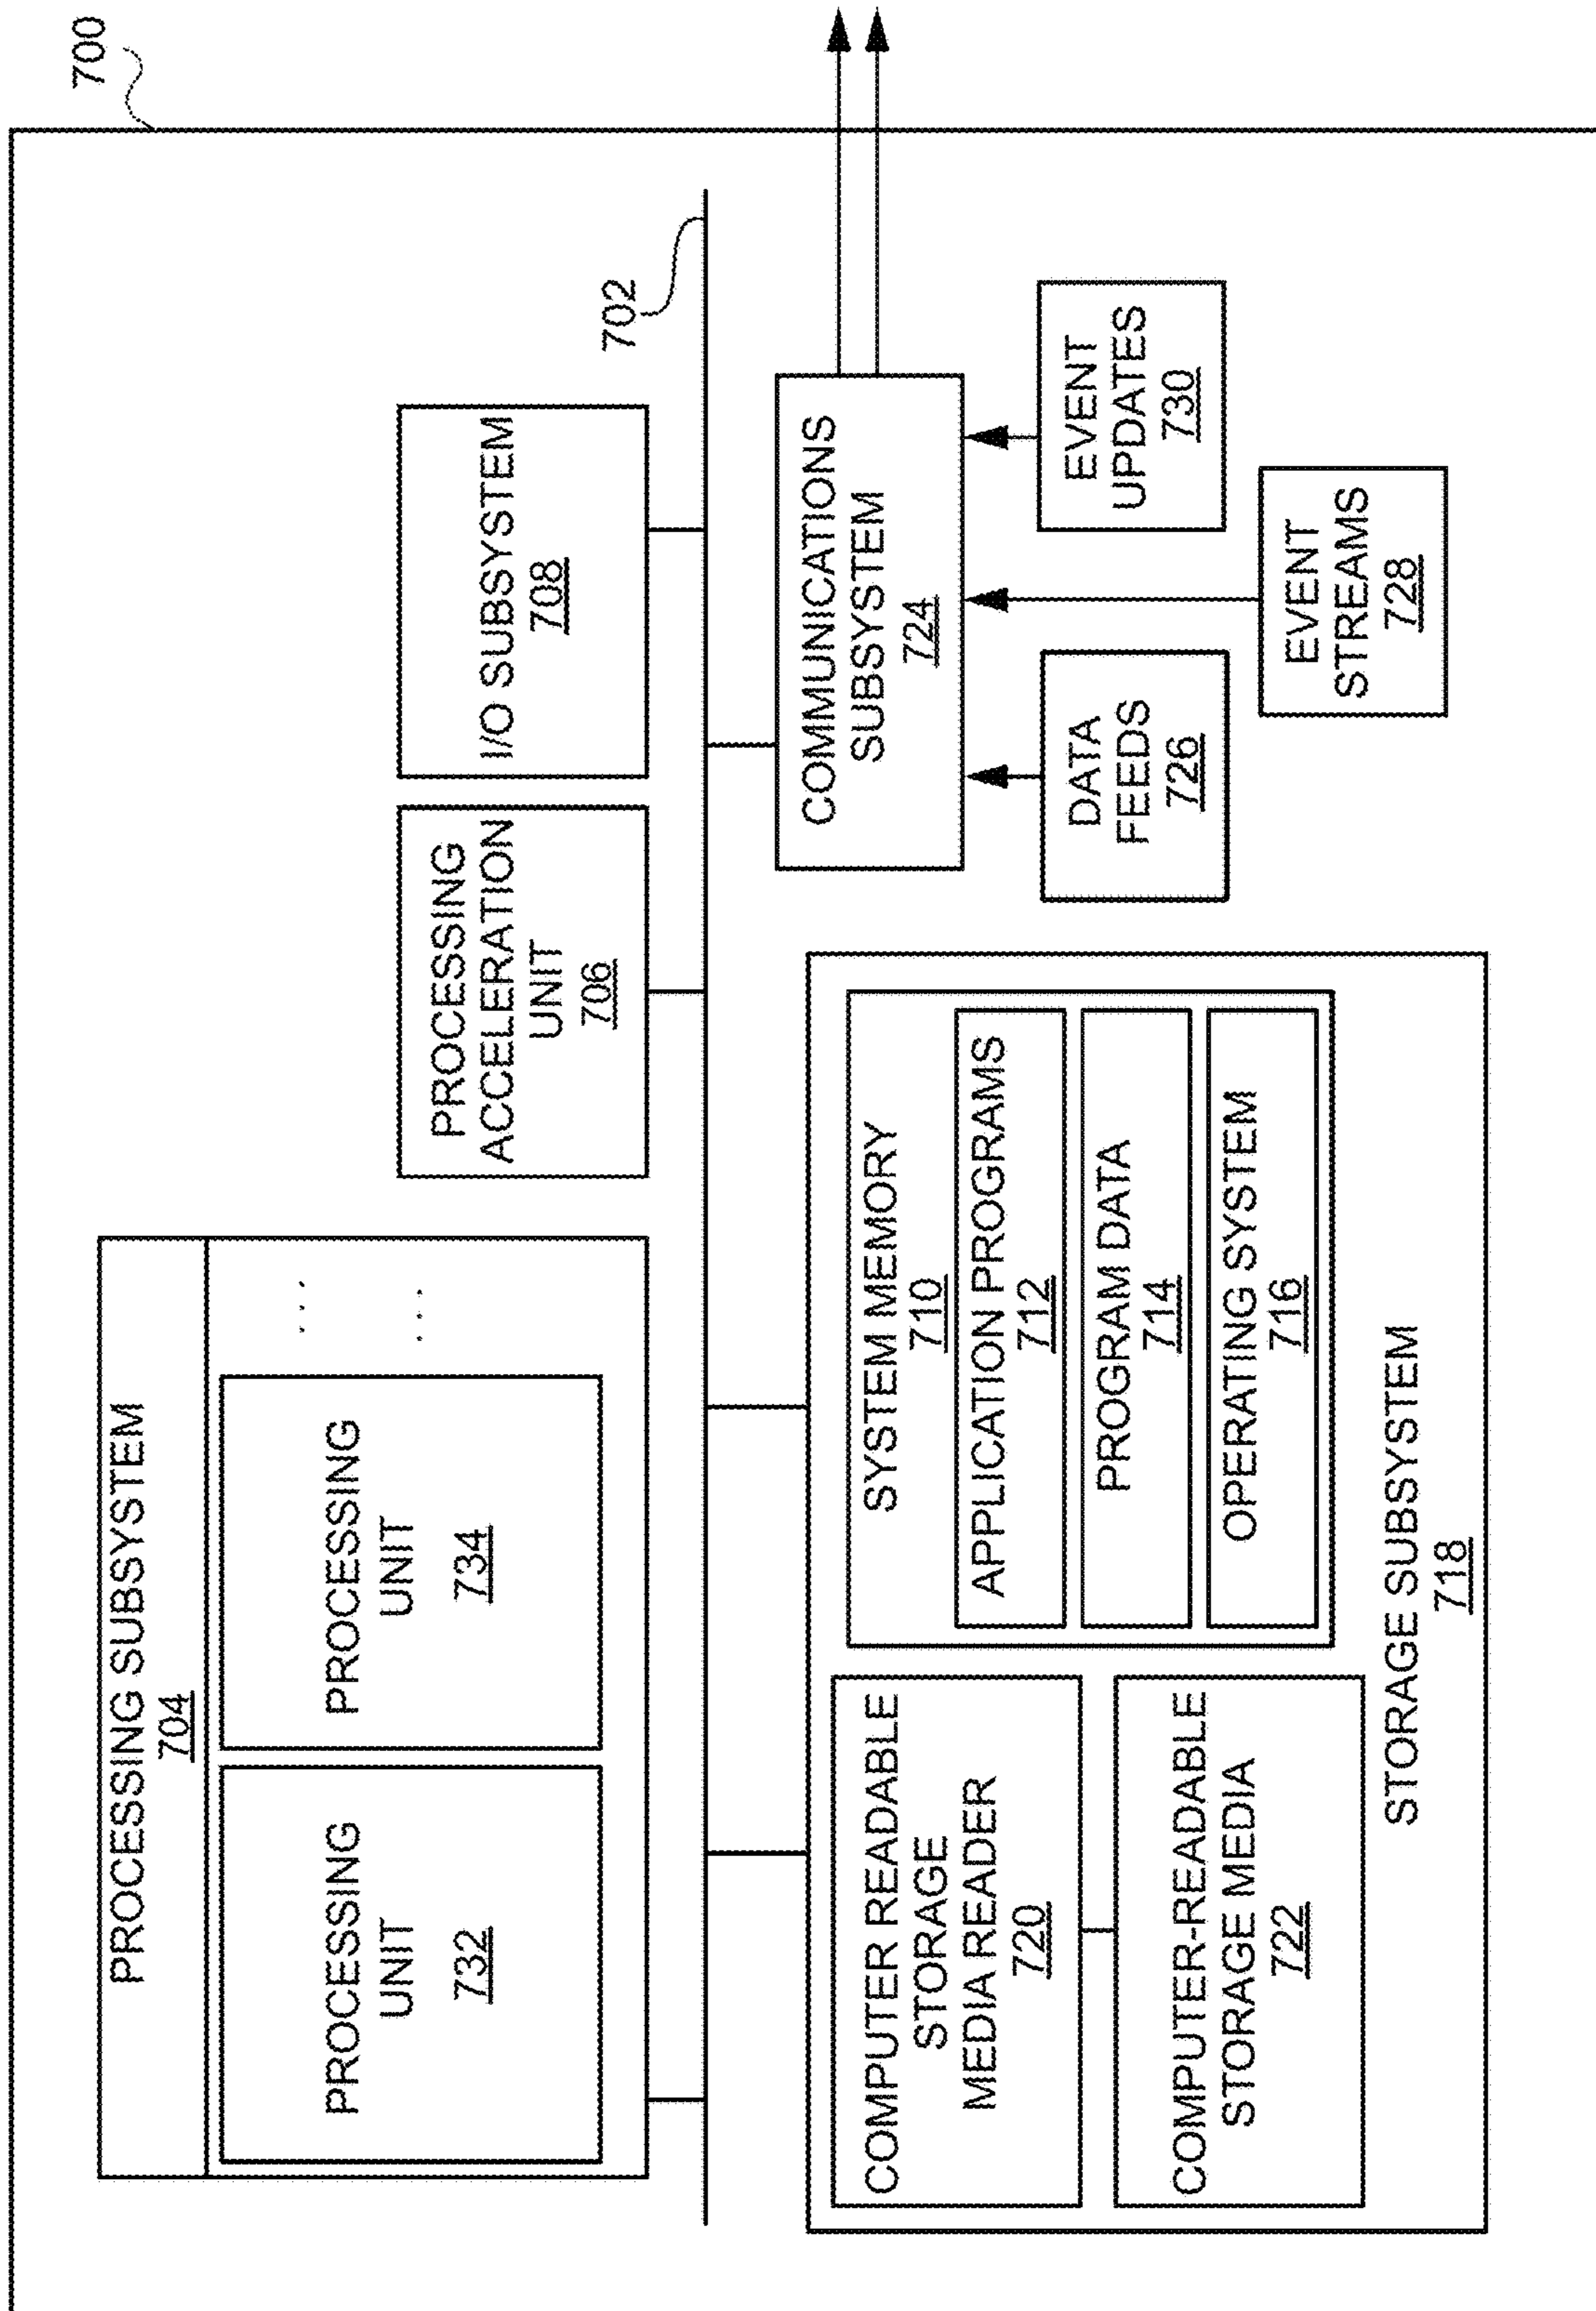 700
PROCESSING SUBSYSTEM
704
PROCESSING
UNIT
732
PROCESSING
UNIT
734
... 
...
PROCESSING
ACCELERATION
UNIT
706
I/O SUBSYSTEM
708
702
COMPUTER READABLE
STORAGE
MEDIA READER
720
COMPUTER-READABLE
STORAGE MEDIA
722
SYSTEM MEMORY
710
APPLICATION PROGRAMS
712
PROGRAM DATA
714
OPERATING SYSTEM
716
STORAGE SUBSYSTEM
718
COMMUNICATIONS
SUBSYSTEM
724
DATA
FEEDS
726
EVENT
STREAMS
728
EVENT
UPDATES
730